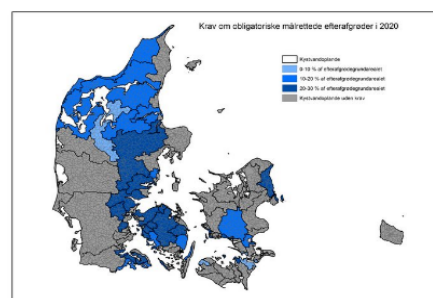 Krav om obligatoriske målrettede efterafgrøder i 2020
Kystvandoplande
0-10 % af efterafgrødegrundarealet
10-20 % af efterafgrødegrundarealet
20-30 % af efterafgrødegrundarealet
Kystvandoplande uden krav